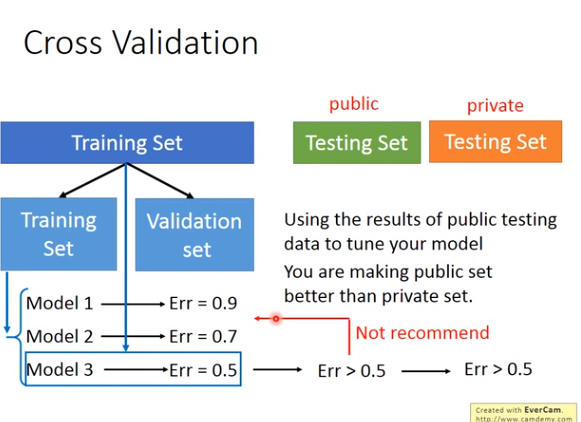 Cross Validation
public
private
Training Set
Testing Set
Testing Set
Training
Set
Validation
set
Using the results of public testing
data to tune your model
You are making public set
better than private set.
Model 1
Err = 0.9
Model 2
Err = 0.7
Not recommend
Model 3
Err = 0.5
Err > 0.5
Err > 0.5
Created with EverCam.
http://www.camdemy.com